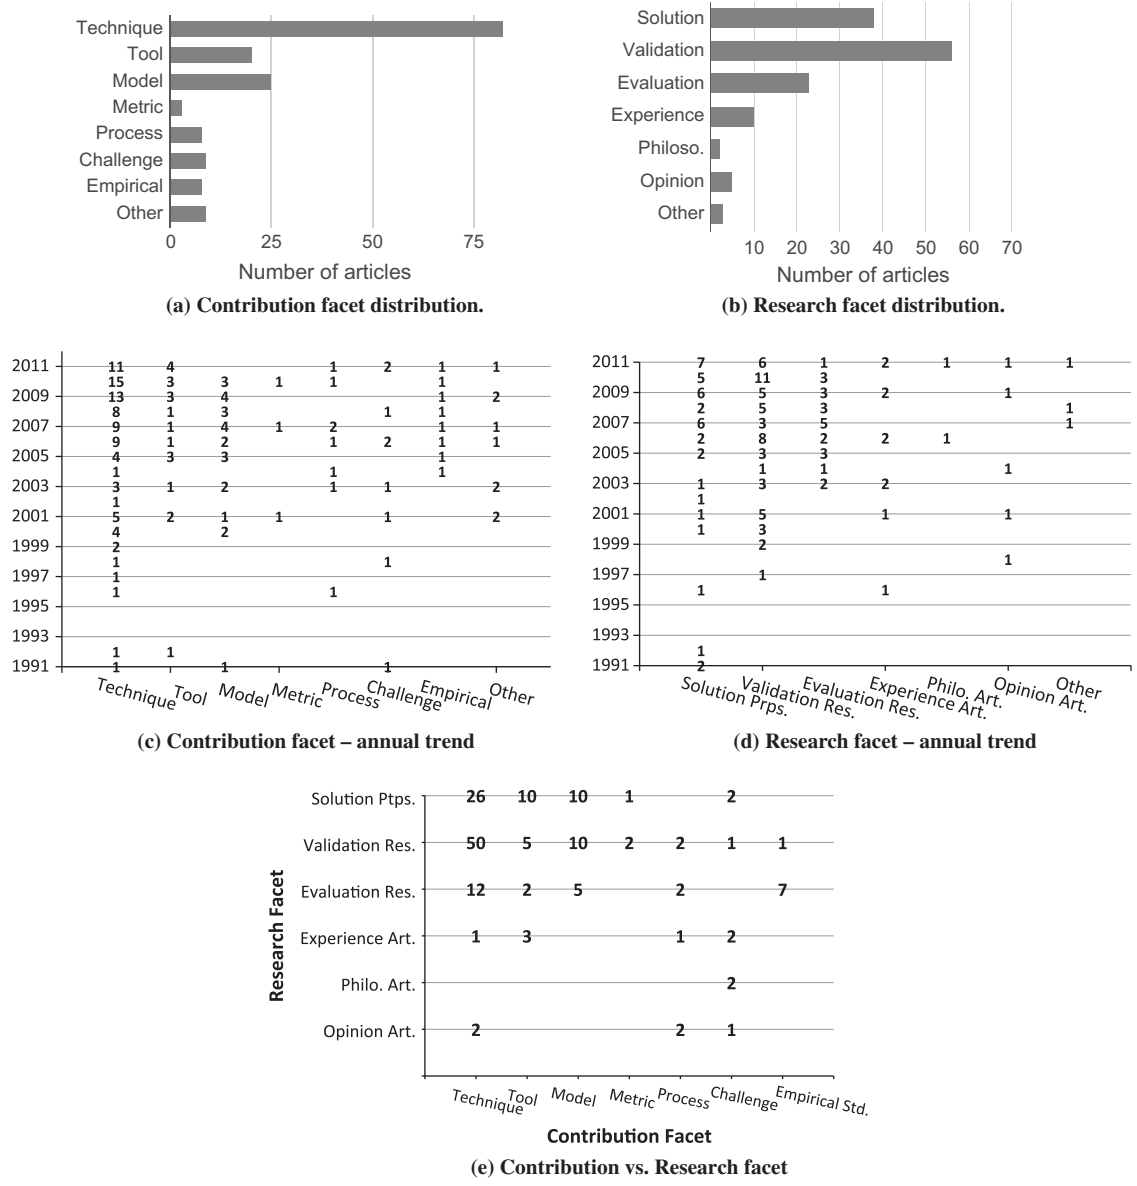 Technique
Tool
Model
Metric
Process
Challenge
Empirical
Other
0 25 50 75
Number of articles
(a) Contribution facet distribution.
Solution
Validation
Evaluation
Experience
Philoso.
Opinion
Other
10 20 30 40 50 60 70
Number of articles
(b) Research facet distribution.
2011 11 4 1 2 1 1
15 3 3 1 1 1
2009 13 3 4 1 2
8 1 3 1 1
2007 9 1 4 1 2 1 1
9 1 2 1 2 1 1
2005 4 3 3 1
1 1 1
2003 3 1 2 1 1 2
1
2001 5 2 1 1 1 2
4 2
1999 2
1 1
1997 1
1 1
1995
1993
1 1
1991 1 1 1
Technique Tool Model Metric Process Challenge Empirical Other
(c) Contribution facet – annual trend
2011 7 6 1 2 1 1 1
5 11 3
2009 6 5 3 2 1
2 5 3 1
2007 6 3 5 1
2 8 2 2 1
2005 2 3 3
1 1 1
2003 1 3 2 2
1
2001 1 5 1 1
1 3
1999 2
1
1997 1
1 1
1995
1993
1
1991 2
Solution Prps. Validation Res. Evaluation Res. Experience Art. Philo. Art. Opinion Art. Other
(d) Research facet – annual trend
Research Facet
Solution Ptps. 26 10 10 1 2
Validation Res. 50 5 10 2 2 1 1
Evaluation Res. 12 2 5 2 7
Experience Art. 1 3 1 2
Philo. Art. 2
Opinion Art. 2 2 1
Technique Tool Model Metric Process Challenge Empirical Std.
Contribution Facet
(e) Contribution vs. Research facet